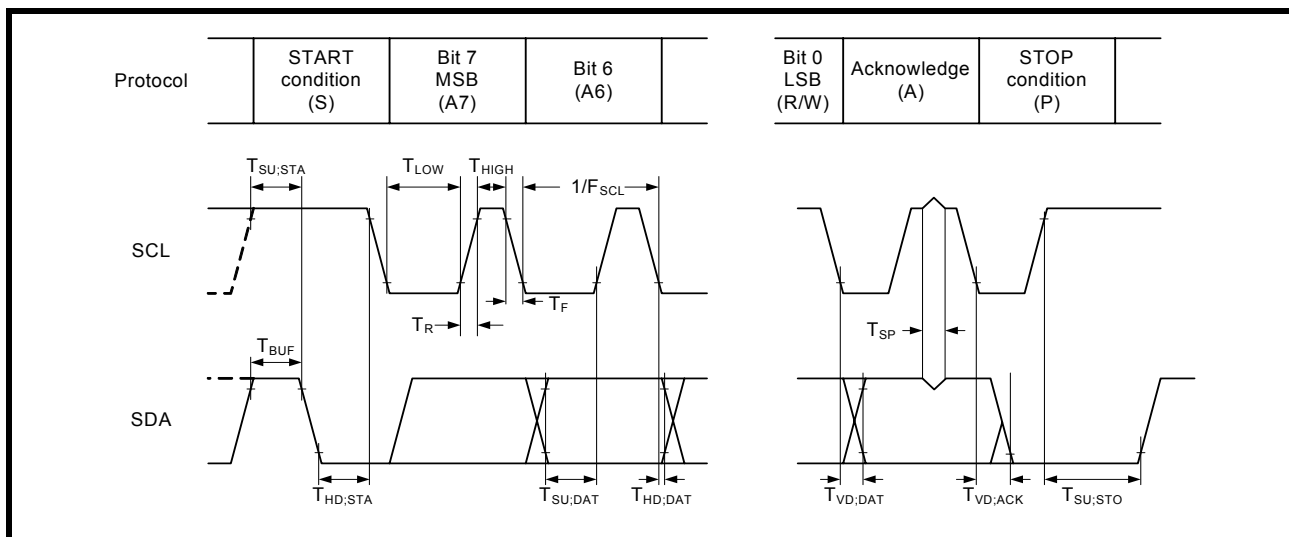 Protocol
START
condition
(S)
Bit 7
MSB
(A7)
Bit 6
(A6)
Bit 0
LSB
(R/W)
Acknowledge
(A)
STOP
condition
(P)
TSU;STA
TLOW
THIGH
1/FSCL
SCL
TF
TR
TSP
TBUF
SDA
THD;STA
TSU;DAT
THD;DAT
TVD;DAT
TVD;ACK
TSU;STO